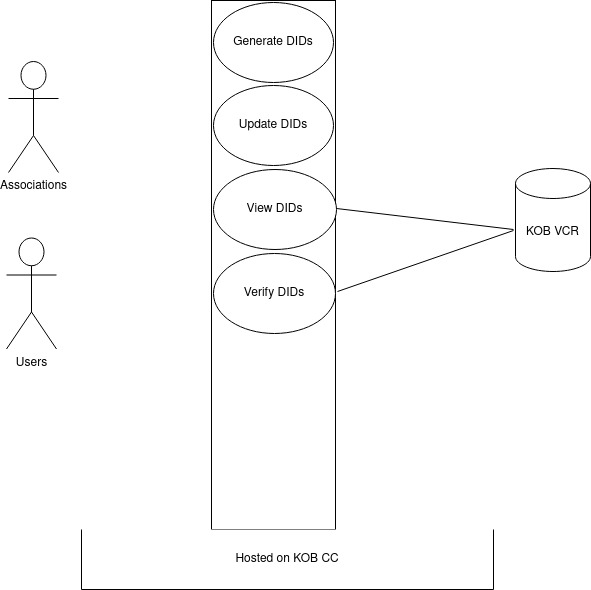 Generate DIDs
Update DIDs
Associations
View DIDs
KOB VCR
Verify DIDs
Users
Hosted on KOB CC